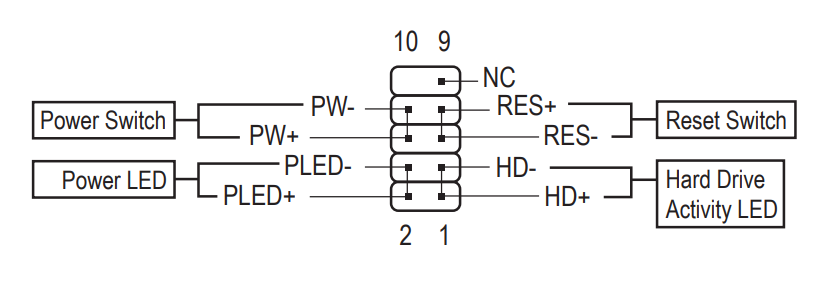 10 9
NC
PW- RES+
Power Switch Reset Switch
PW+ RES-
PLED- HD-
Power LED Hard Drive
PLED+ HD+
Activity LED
2 1